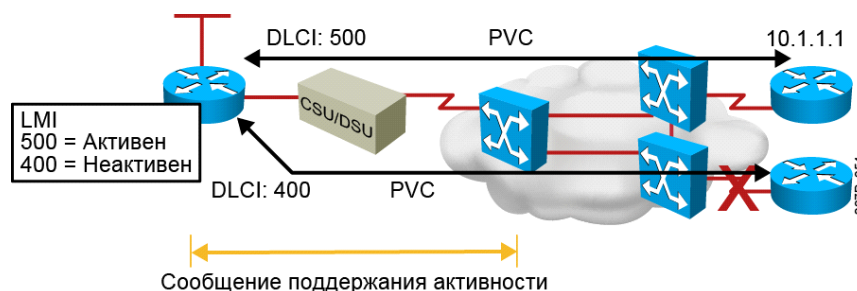 DLCI: 500
PVC
10.1.1.1
CSU/DSU
LMI
500 = Активен
400 = Неактивен
DLCI: 400
PVC
Сообщение поддержания активности